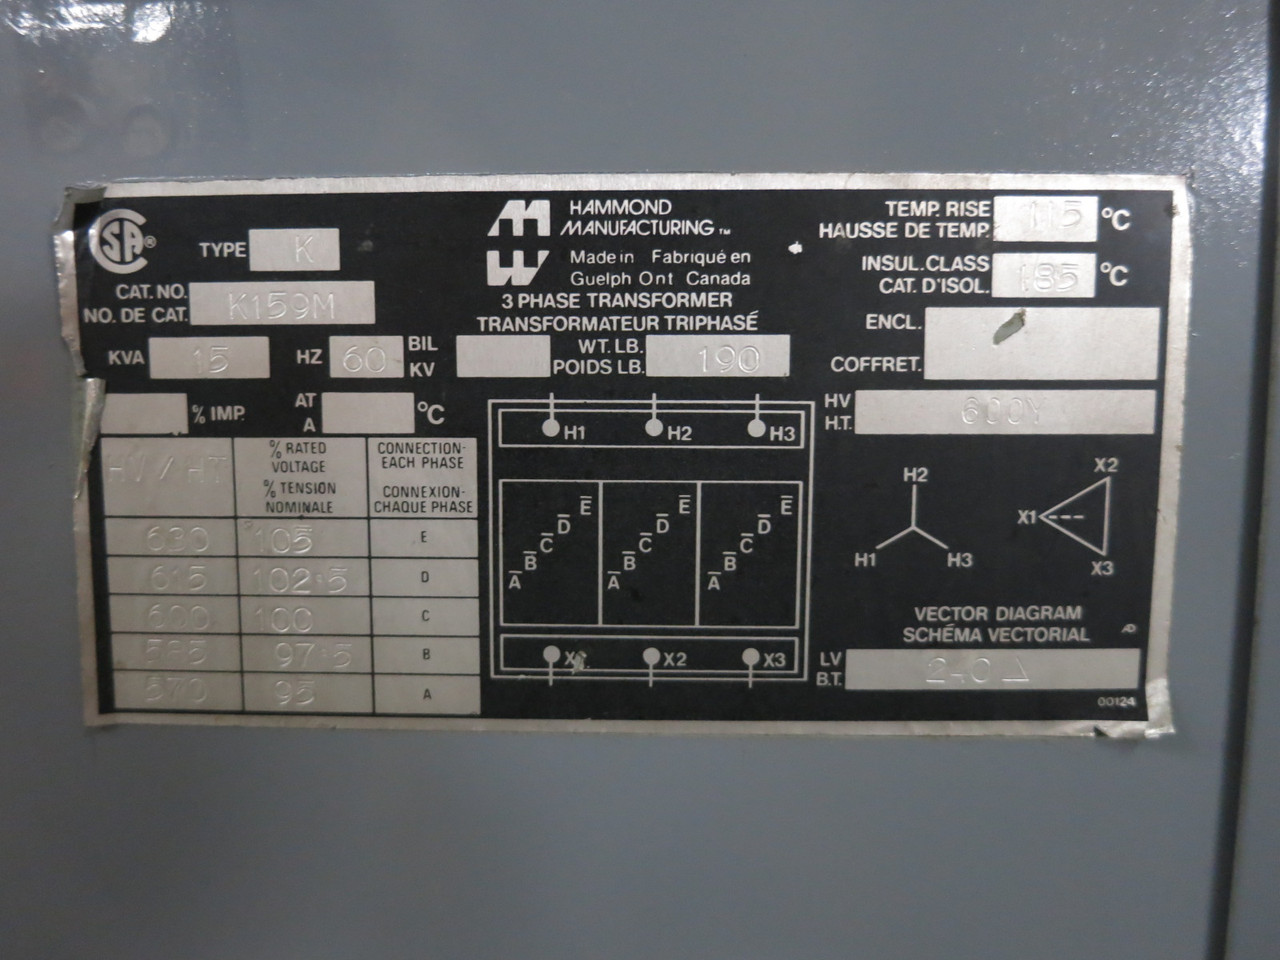 SA®
TYPE K
CAT. NO.
NO. DE CAT. K159M
KVA 15 HZ 60 BIL
KV
% IMP. AT
A °C
HAMMOND
MANUFACTURING™
Made in Fabriqué en
Guelph Ont Canada
3 PHASE TRANSFORMER
TRANSFORMATEUR TRIPHASÉ
WT. LB.
POIDS LB. 190
TEMP. RISE
HAUSSE DE TEMP. 115 °C
INSUL. CLASS
CAT. D'ISOL. 185 °C
ENCL.
COFFRET.
HV
H.T. 600Y
HV/HT % RATED
VOLTAGE
% TENSION
NOMINALE CONNECTION-
EACH PHASE
CONNEXION-
CHAQUE PHASE
630 105 E
615 102.5 D
600 100 C
585 97.5 B
570 95 A
H1 H2 H3
E E E
D D D
C C C
B B B
A A A
X2 X3
H2 X2
X1
H1 H3 X3
VECTOR DIAGRAM
SCHÉMA VECTORIAL
LV
B.T. 240 Δ
00124